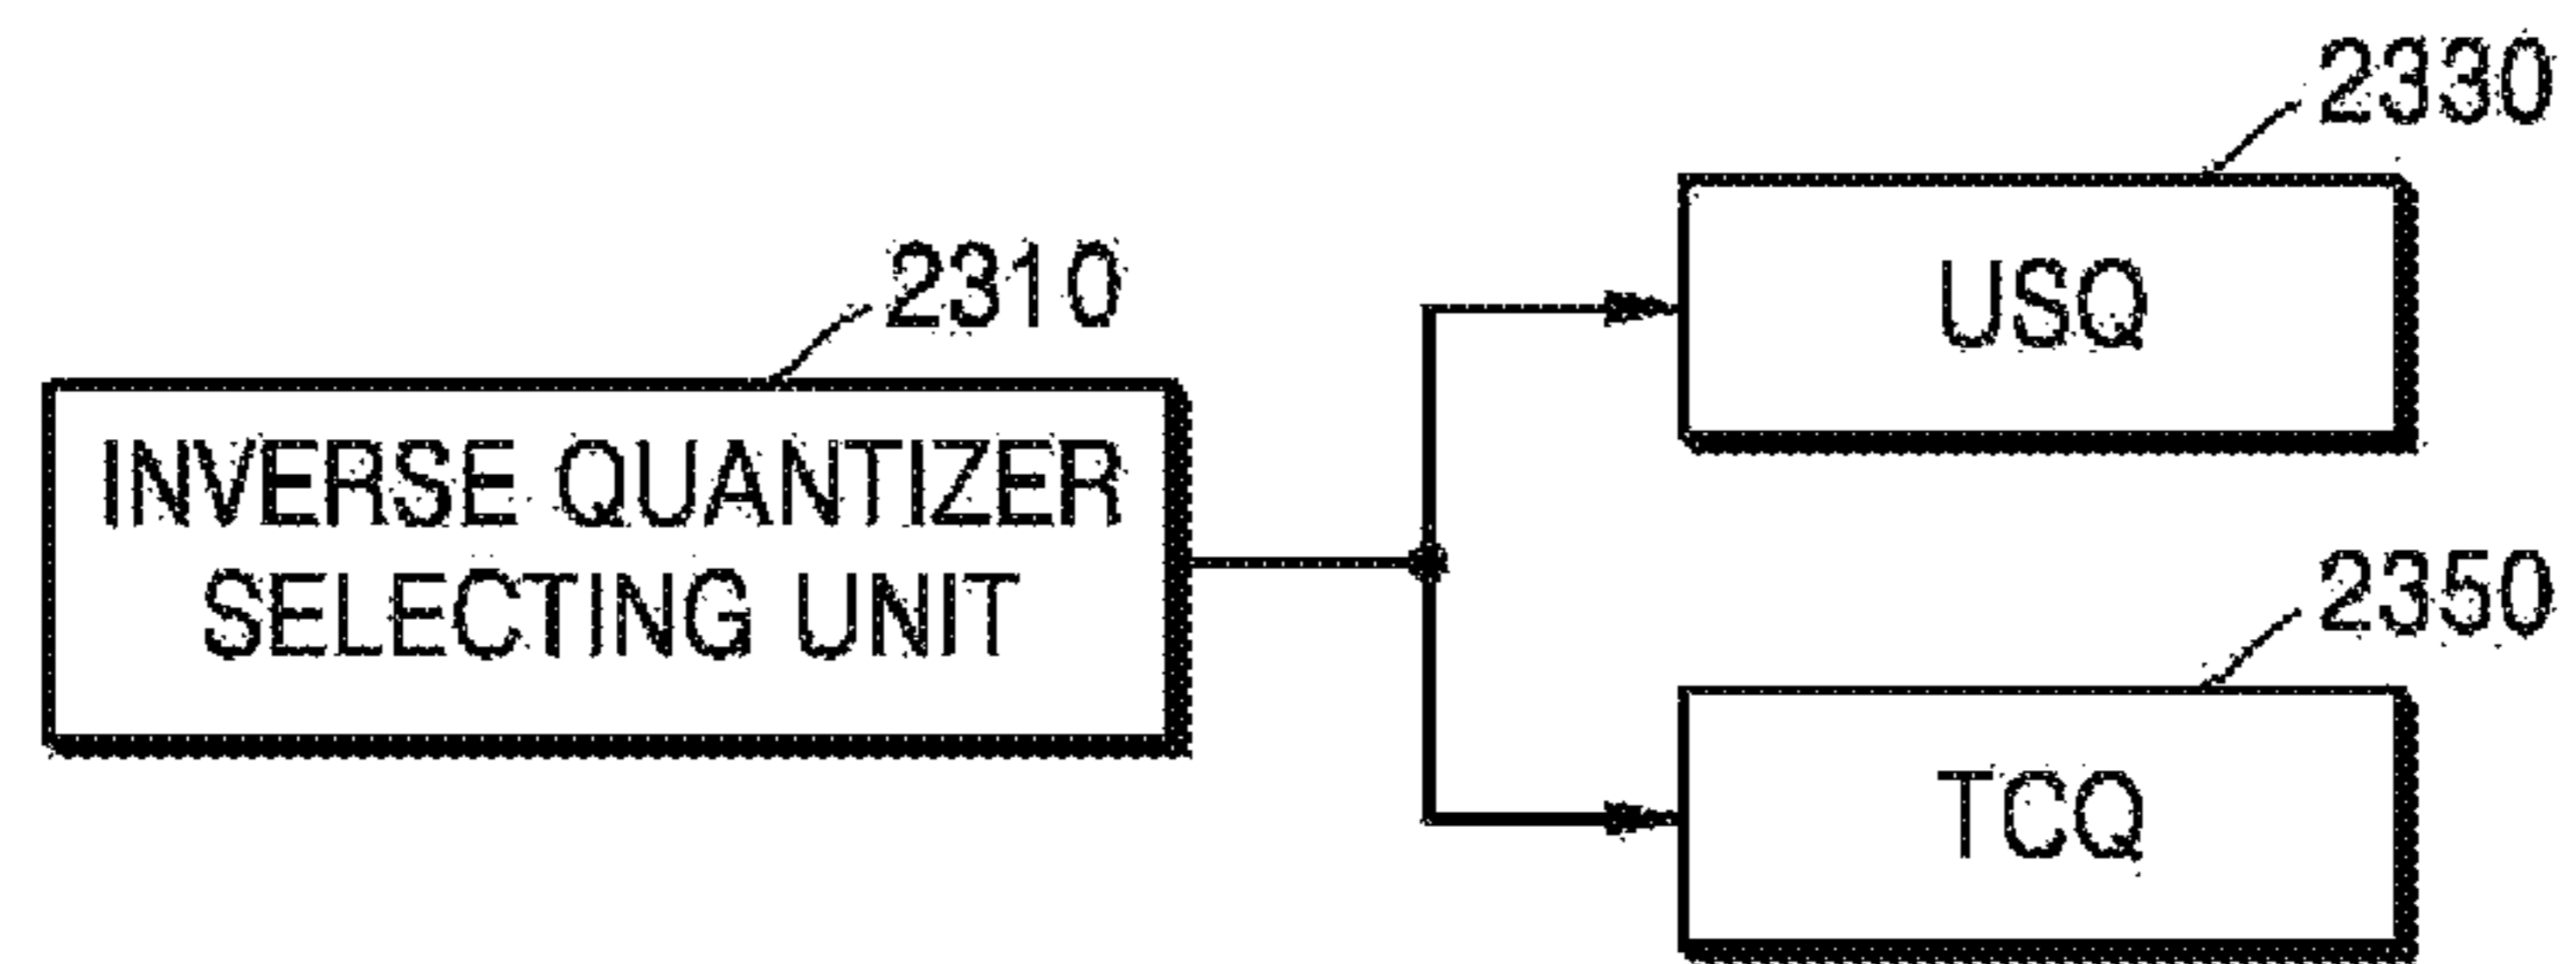 2330
USQ
2310
INVERSE QUANTIZER
SELECTING UNIT
2350
TCQ